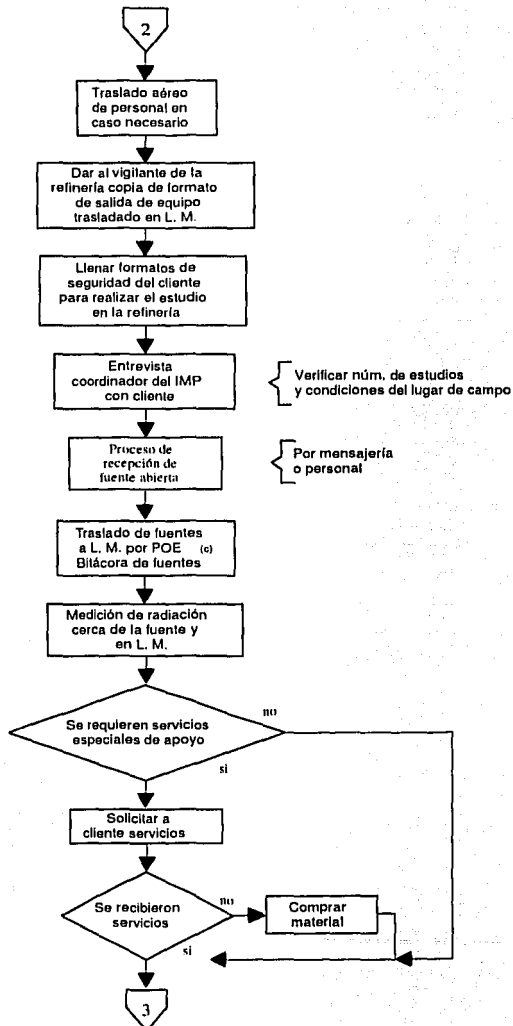 2
Traslado aéreo
de personal en
caso necesario
Dar al vigilante de la
refinería copia de formato
de salida de equipo
trasladado en L. M.
Llenar formatos de
seguridad del cliente
para realizar el estudio
en la refinería
Entrevista
coordinador del IMP
con cliente
Verificar núm. de estudios
y condiciones del lugar de campo
Proceso de
recepción de
fuente abierta
Por mensajería
o personal
Traslado de fuentes
a L. M. por POE (c)
Bitácora de fuentes
Medición de radiación
cerca de la fuente y
en L. M.
Se requieren servicios
especiales de apoyo
no
si
Solicitar a
cliente servicios
Se recibieron
servicios
no
si
Comprar
material
3